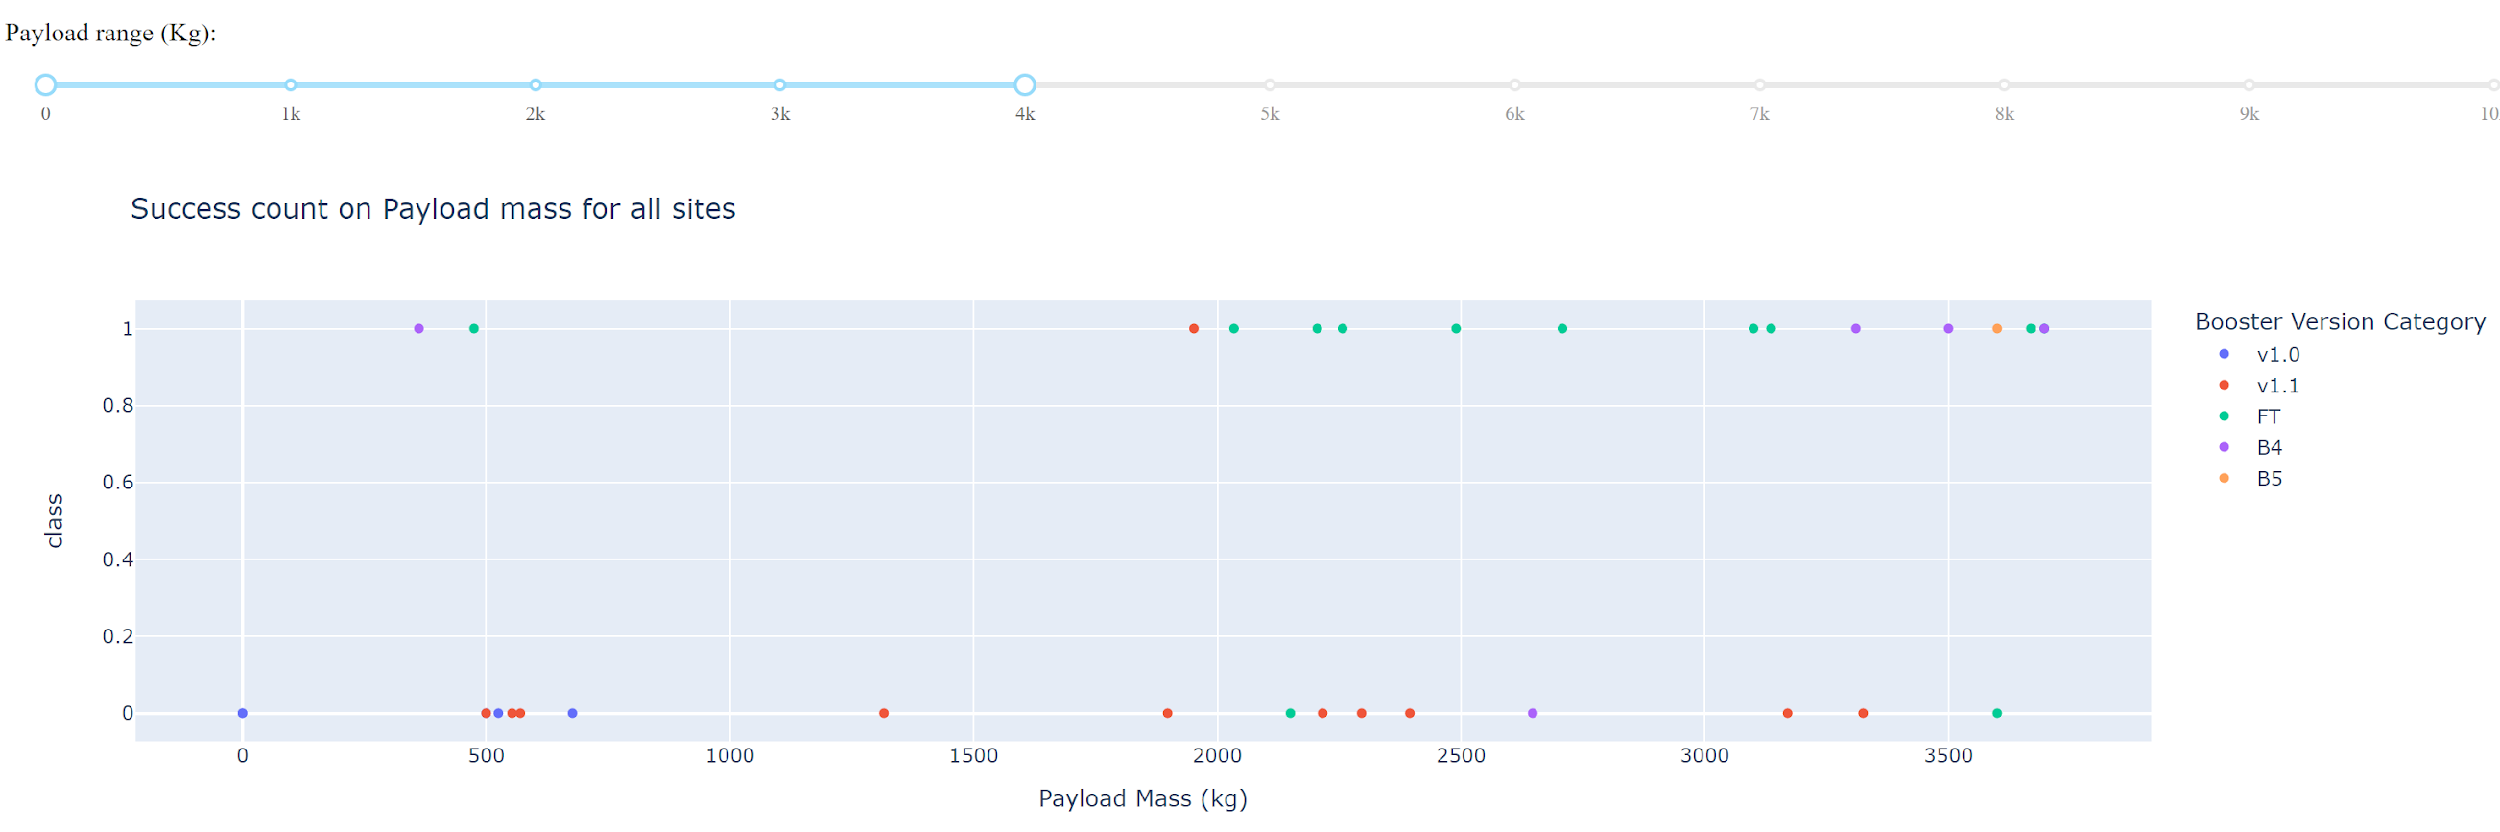 Payload range (Kg):
0 1k 2k 3k 4k 5k 6k 7k 8k 9k 10
Success count on Payload mass for all sites
Booster Version Category
v1.0
v1.1
FT
B4
B5
class
1
0.8
0.6
0.4
0.2
0
0 500 1000 1500 2000 2500 3000 3500
Payload Mass (kg)